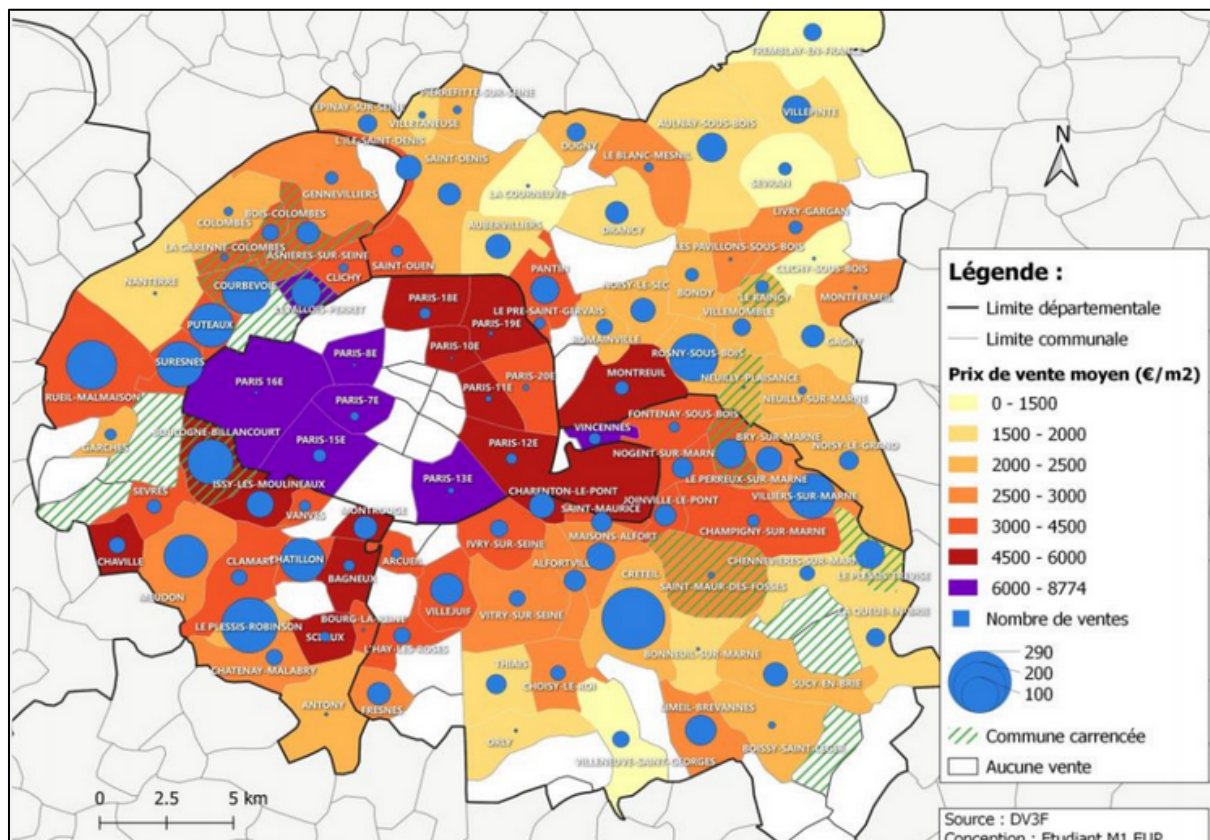 TREMBLAY-EN-FRANCE
PIERREFITTE-SUR-SEINE
EPINAY-SUR-SEINE
VILLEPINTE
VILLETANEUSE
AULNAY-SOUS-BOIS
L'ILE-SAINT-DENIS
DUGNY
SAINT-DENIS
LE BLANC-MESNIL
SEVRAN
GENNEVILLIERS
LA COURNEUVE
LIVRY-GARGAN
BOIS-COLOMBES
COLOMBES
AUBERVILLIERS
DRANCY
LA GARENNE-COLOMBES
LES PAVILLONS-SOUS-BOIS
ASNIERES-SUR-SEINE
SAINT-OUEN
CLICHY
PANTIN
CLICHY-SOUS-BOIS
NANTERRE
COURBEVOIE
NOISY-LE-SEC
BONDY
LE RAINCY
MONTFERMEIL
LEVALLOIS-PERRET
PARIS-18E
LE PRE-SAINT-GERVAIS
VILLEMOMBLE
PUTEAUX
PARIS-19E
ROMAINVILLE
GAGNY
PARIS-10E
PARIS-8E
ROSNY-SOUS-BOIS
SURESNES
PARIS 16E
MONTREUIL
NEUILLY-PLAISANCE
PARIS-11E
PARIS-20E
RUEIL-MALMAISON
PARIS-7E
NEUILLY-SUR-MARNE
FONTENAY-SOUS-BOIS
BOULOGNE-BILLANCOURT
PARIS-15E
PARIS-12E
VINCENNES
BRY-SUR-MARNE
GARCHES
NOISY-LE-GRAND
NOGENT-SUR-MARN
ISSY-LES-MOULINEAUX
PARIS-13E
LE PERREUX-SUR-MARNE
SEVRES
CHARENTON-LE-PONT
VILLIERS-SUR-MARNE
JOINVILLE-LE-PONT
VANVES
MONTROUGE
SAINT-MAURICE
CHAMPIGNY-SUR-MARNE
IVRY-SUR-SEINE
MAISONS-ALFORT
CHAVILLE
CLAMART
CHATILLON
ARCUEIL
ALFORTVILLE
CHENNEVIERES-SUR-MARN
BAGNEUX
CRETEIL
LE PLESSIS-TREVISE
SAINT-MAUR-DES-FOSSES
MEUDON
VILLEJUIF
VITRY-SUR-SEINE
LA QUEUE-EN-BRIE
LE PLESSIS-ROBINSON
BOURG-LA-REINE
SCEAUX
L'HAY-LES-ROSES
BONNEUIL-SUR-MARNE
CHATENAY-MALABRY
THIAIS
CHOISY-LE-ROI
SUCY-EN-BRIE
ANTONY
FRESNES
LIMEIL-BREVANNES
ORLY
BOISSY-SAINT-LEGER
VILLENEUVE-SAINT-GEORGES
N
0 2.5 5 km
Légende :
Limite départementale
Limite communale
Prix de vente moyen (€/m2)
0 - 1500
1500 - 2000
2000 - 2500
2500 - 3000
3000 - 4500
4500 - 6000
6000 - 8774
Nombre de ventes
290
200
100
Commune carrencée
Aucune vente
Source : DV3F
Conception : Etudiant M1 EUP